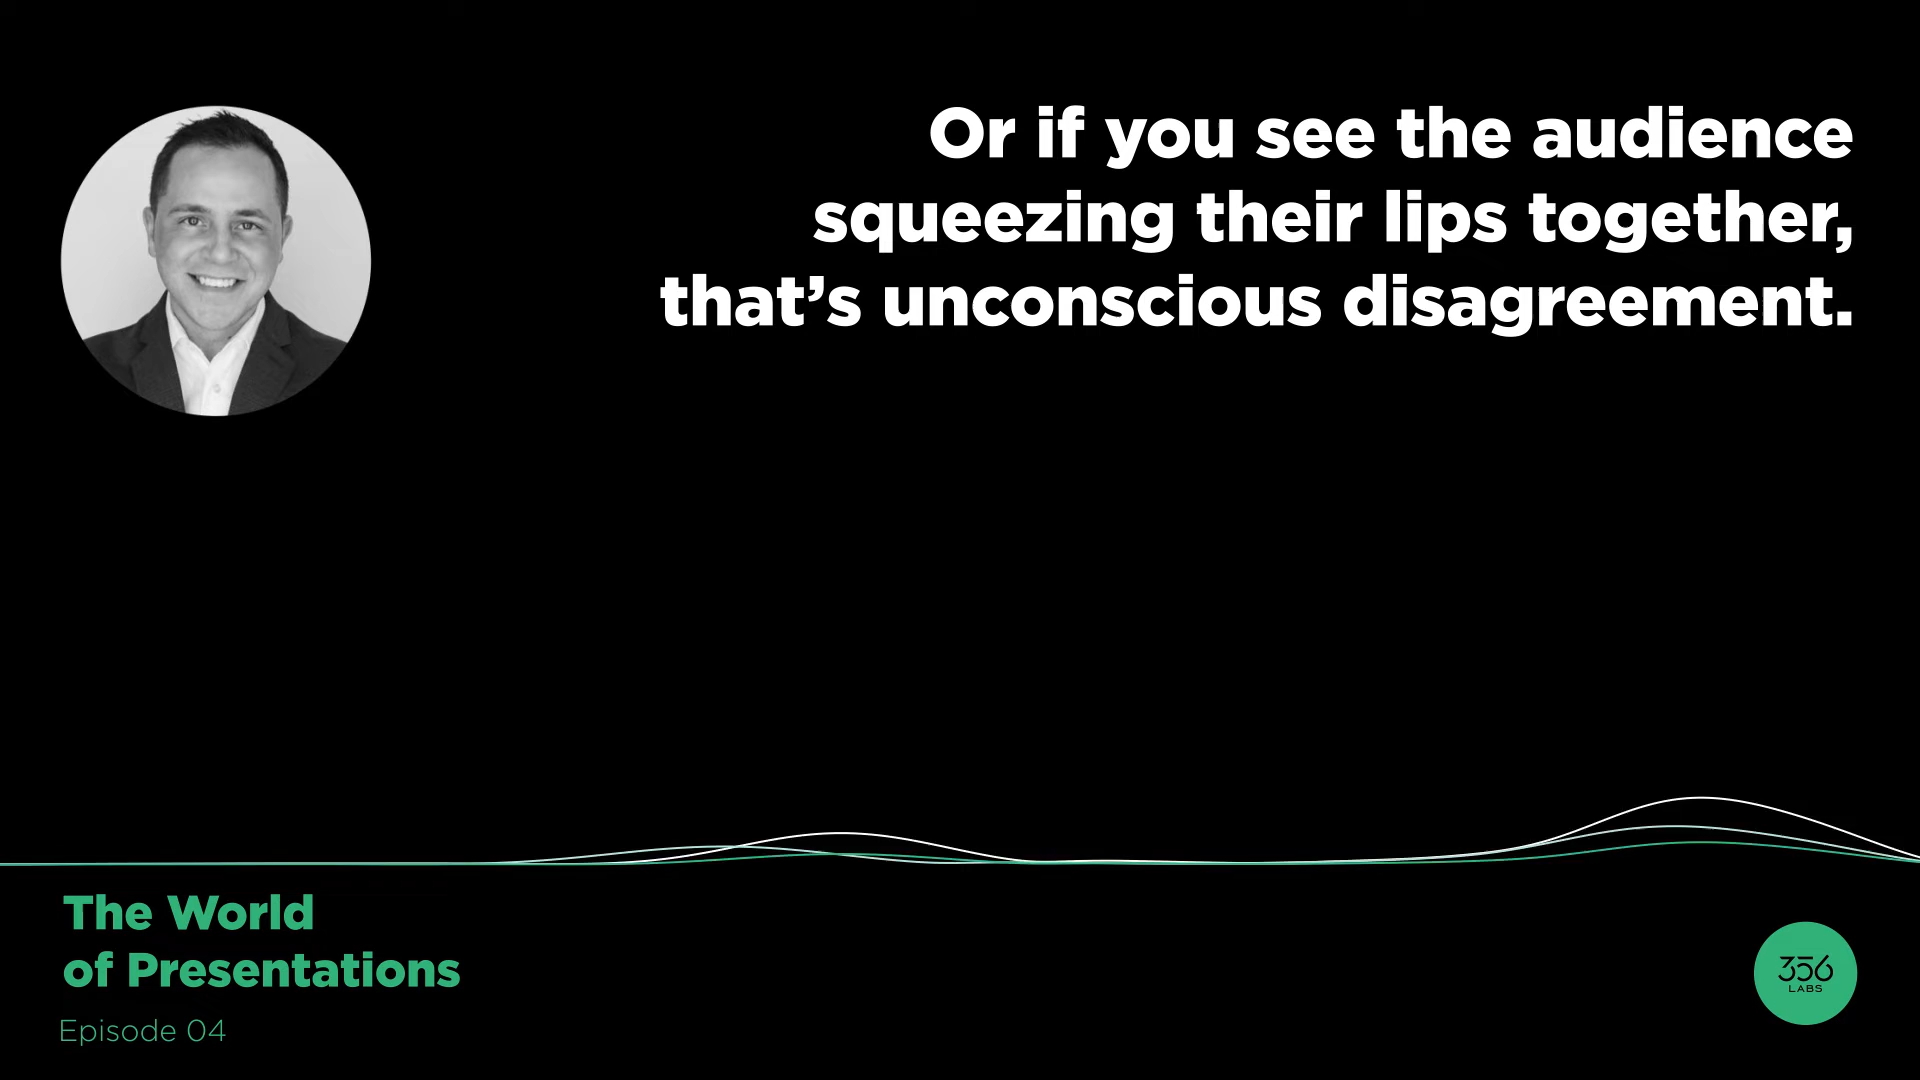 Or if you see the audience
squeezing their lips together,
that’s unconscious disagreement.
The World
of Presentations
Episode 04
356
LABS